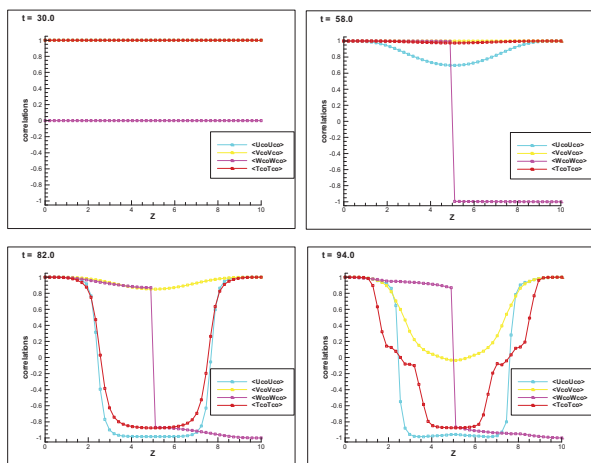 t = 30.0
correlations
1
0.8
0.6
0.4
0.2
0
-0.2
-0.4
-0.6
-0.8
-1
0 2 4 6 8 10
Z
<UcoUco>
<VcoVco>
<WcoWco>
<TcoTco>
t = 58.0
correlations
1
0.8
0.6
0.4
0.2
0
-0.2
-0.4
-0.6
-0.8
-1
0 2 4 6 8 10
Z
<UcoUco>
<VcoVco>
<WcoWco>
<TcoTco>
t = 82.0
correlations
1
0.8
0.6
0.4
0.2
0
-0.2
-0.4
-0.6
-0.8
-1
0 2 4 6 8 10
Z
<UcoUco>
<VcoVco>
<WcoWco>
<TcoTco>
t = 94.0
correlations
1
0.8
0.6
0.4
0.2
0
-0.2
-0.4
-0.6
-0.8
-1
0 2 4 6 8 10
Z
<UcoUco>
<VcoVco>
<WcoWco>
<TcoTco>